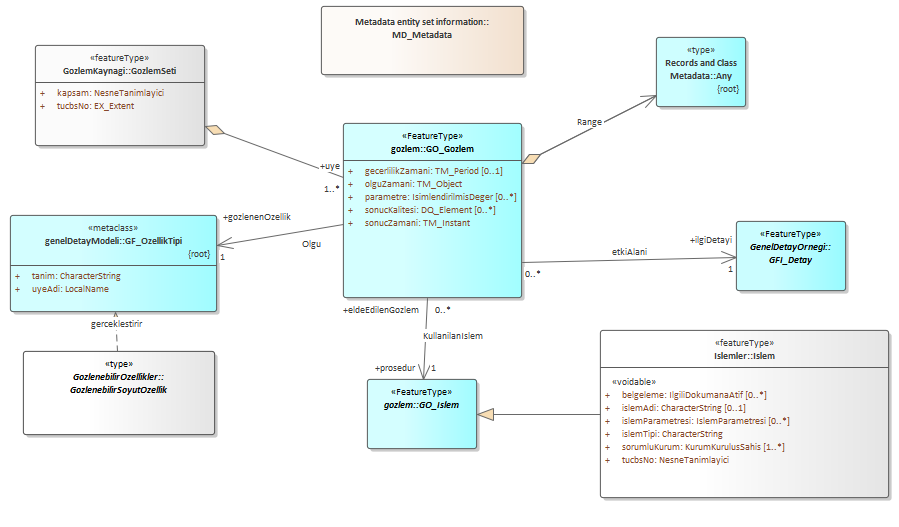 Metadata entity set information::
MD_Metadata
«featureType»
GozlemKaynagi::GozlemSeti
+ kapsam: NesneTanimlayici
+ tucbsNo: EX_Extent
«type»
Records and Class
Metadata::Any
{root}
Range
«FeatureType»
gozlem::GO_Gozlem
+ gecerlilikZamani: TM_Period [0..1]
+ olguZamani: TM_Object
+ parametre: IsimlendirilmisDeger [0..*]
+ sonucKalitesi: DQ_Element [0..*]
+ sonucZamani: TM_Instant
+uye
1..*
+gozlenenOzellik
Olgu
1
«metaclass»
genelDetayModeli::GF_OzellikTipi
{root}
+ tanim: CharacterString
+ uyeAdi: LocalName
«FeatureType»
GenelDetayOrnegi::
GFI_Detay
+ilgiDetayi
etkiAlani
0..*
1
gerceklestirir
+eldeEdilenGozlem
0..*
KullanilanIslem
+prosedur
1
«type»
GozlenebilirOzellikler::
GozlenebilirSoyutOzellik
«FeatureType»
gozlem::GO_Islem
«featureType»
Islemler::Islem
«voidable»
+ belgeleme: IlgiliDokumanaAtif [0..*]
+ islemAdi: CharacterString [0..1]
+ islemParametresi: IslemParametresi [0..*]
+ islemTipi: CharacterString
+ sorumluKurum: KurumKurulusSahis [1..*]
+ tucbsNo: NesneTanimlayici